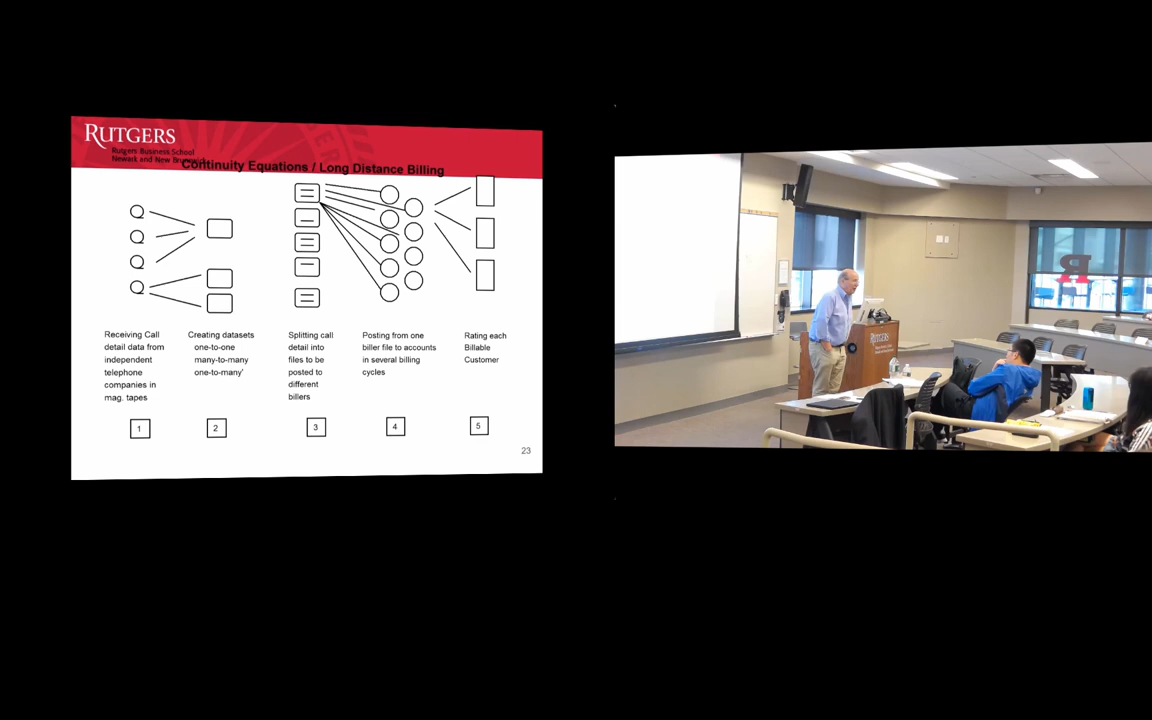 RUTGERS
Rutgers Business School
Newark and New Brunswick
Continuity Equations / Long Distance Billing
Receiving Call
detail data from
independent
telephone
companies in
mag. tapes
Creating datasets
one-to-one
many-to-many
one-to-many'
Splitting call
detail into
files to be
posted to
different
billers
Posting from one
biller file to accounts
in several billing
cycles
Rating each
Billable
Customer
1
2
3
4
5
23
RUTGERS
R